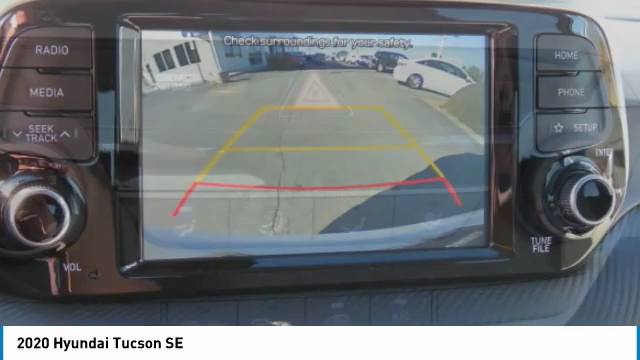 Check surroundings for your safety.
RADIO
MEDIA
SEEK
TRACK
VOL
HOME
PHONE
SETUP
ENTER
TUNE
FILE
A/C
2020 Hyundai Tucson SE